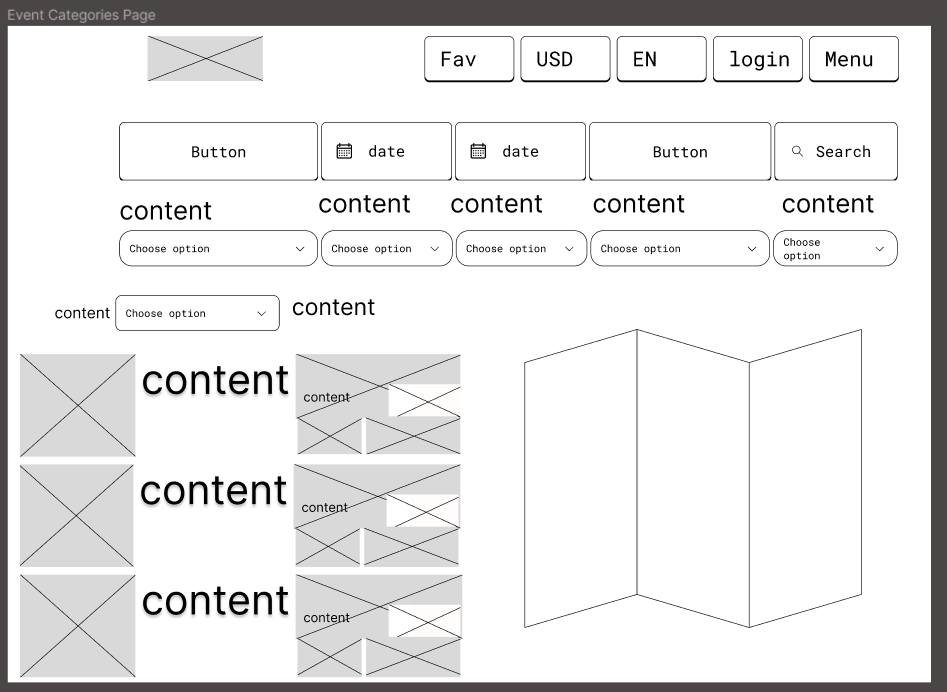 Event Categories Page
Fav
USD
EN
login
Menu
Button
date
date
Button
Search
content
content
content
content
content
Choose option
Choose option
Choose option
Choose option
Choose
option
content
Choose option
content
content
content
content
content
content
content